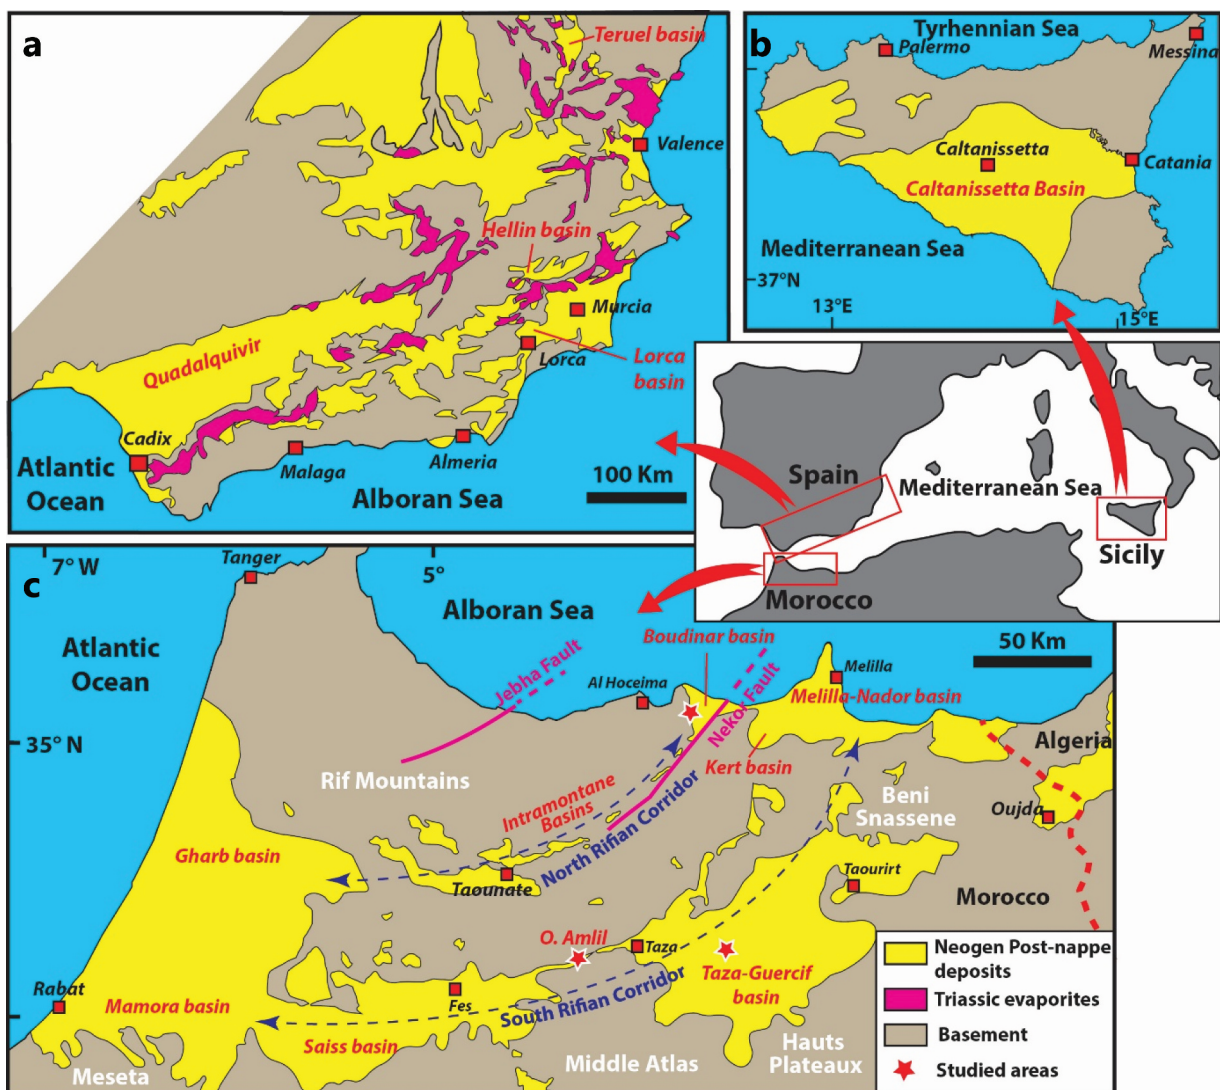 a
Teruel basin
Valence
Hellin basin
Murcia
Lorca
Lorca
basin
Quadalquivir
Cadix
Malaga
Almeria
Atlantic
Ocean
Alboran Sea
100 Km
b
Tyrhennian Sea
Palermo
Messina
Caltanissetta
Catania
Caltanissetta Basin
Mediterranean Sea
37°N
13°E
15°E
Spain
Mediterranean Sea
Sicily
Morocco
c
7° W
5°
Tanger
Alboran Sea
Atlantic
Ocean
Boudinar basin
50 Km
Jebha Fault
Al Hoceima
Nekor Fault
Melilla
Melilla-Nador basin
35° N
Rif Mountains
Kert basin
Algeria
Intramontane
Basins
North Rifian Corridor
Beni
Snassene
Oujda
Gharb basin
Taounate
Taourirt
Morocco
O. Amlil
Taza
Taza-Guercif
basin
Rabat
Mamora basin
Fes
South Rifian Corridor
Saiss basin
Meseta
Middle Atlas
Hauts
Plateaux
Neogen Post-nappe
deposits
Triassic evaporites
Basement
Studied areas